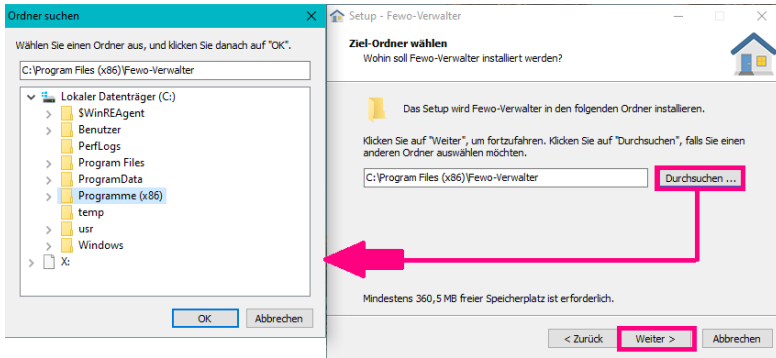 Ordner suchen
Wählen Sie einen Ordner aus, und klicken Sie danach auf "OK".
C:\Program Files (x86)\Fewo-Verwalter
Lokaler Datenträger (C:)
$WinREAgent
Benutzer
PerfLogs
Program Files
ProgramData
Programme (x86)
temp
usr
Windows
X:
OK
Abbrechen
Setup - Fewo-Verwalter
Ziel-Ordner wählen
Wohin soll Fewo-Verwalter installiert werden?
Das Setup wird Fewo-Verwalter in den folgenden Ordner installieren.
Klicken Sie auf "Weiter", um fortzufahren. Klicken Sie auf "Durchsuchen", falls Sie einen
anderen Ordner auswählen möchten.
C:\Program Files (x86)\Fewo-Verwalter
Durchsuchen ...
Mindestens 360,5 MB freier Speicherplatz ist erforderlich.
< Zurück
Weiter >
Abbrechen